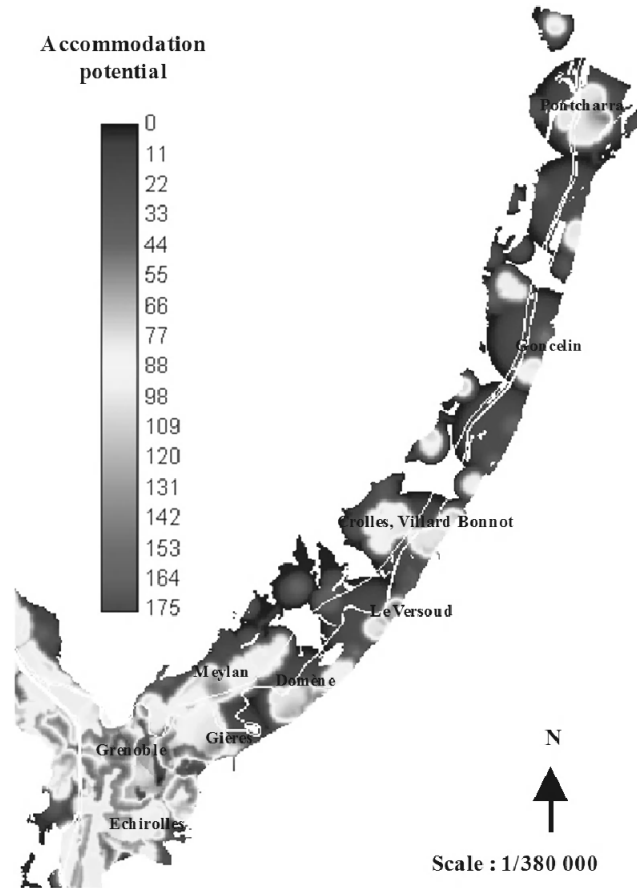 Accommodation
potential
0
11
22
33
44
55
66
77
88
98
109
120
131
142
153
164
175
Pontcharra
Goncelin
Crolles, Villard Bonnot
Le Versoud
Meylan
Domène
Gières
Grenoble
Echirolles
N
Scale : 1/380 000